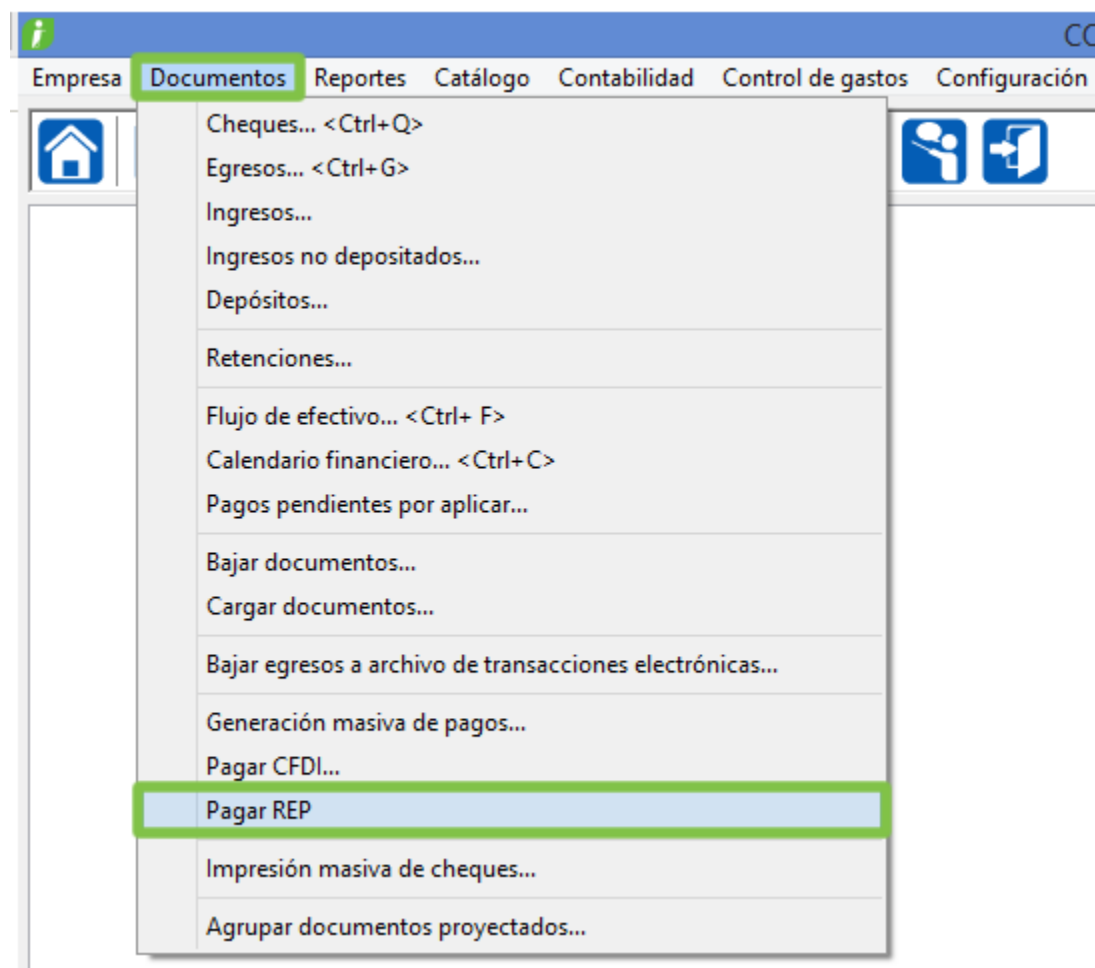 CO
Empresa Documentos Reportes Catálogo Contabilidad Control de gastos Configuración
Cheques... <Ctrl+Q>
Egresos... <Ctrl+G>
Ingresos...
Ingresos no depositados...
Depósitos...
Retenciones...
Flujo de efectivo... <Ctrl+ F>
Calendario financiero... <Ctrl+C>
Pagos pendientes por aplicar...
Bajar documentos...
Cargar documentos...
Bajar egresos a archivo de transacciones electrónicas...
Generación masiva de pagos...
Pagar CFDI...
Pagar REP
Impresión masiva de cheques...
Agrupar documentos proyectados...